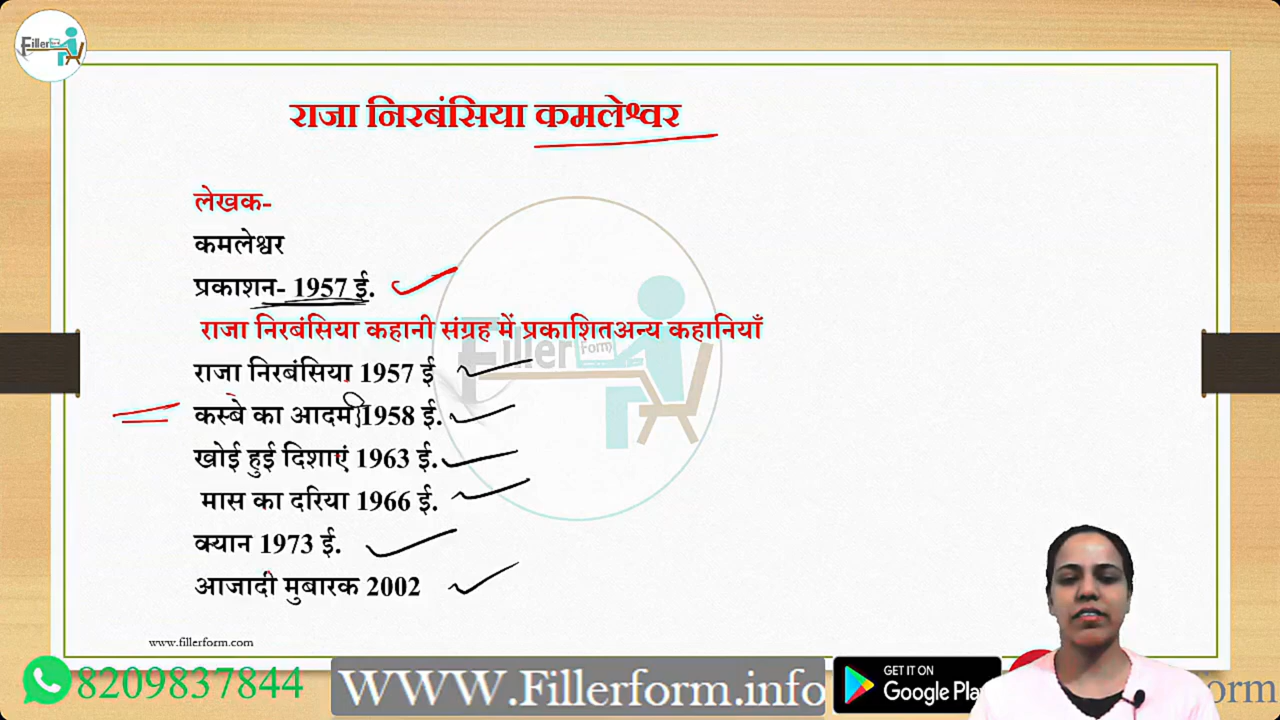 Filler
राजा निरबंसिया कमलेश्वर
लेखक-
कमलेश्वर
प्रकाशन- 1957 ई.
राजा निरबंसिया कहानी संग्रह में प्रकाशितअन्य कहानियाँ
Filler Form
राजा निरबंसिया 1957 ई
कस्बे का आदमी 1958 ई.
खोई हुई दिशाएं 1963 ई.
मास का दरिया 1966 ई.
क्यान 1973 ई.
आजादी मुबारक 2002
www.fillerform.com
8209837844
WWW.Fillerform.info
GET IT ON
Google Pla
orm